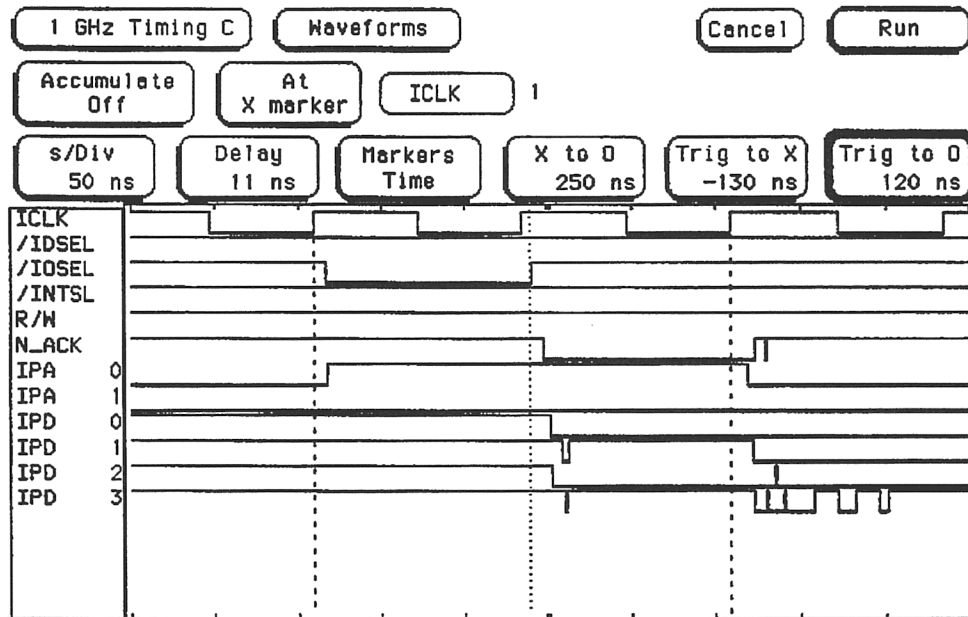 1 GHz Timing C Waveforms Cancel Run
Accumulate At
Off X marker ICLK 1
s/Div Delay Markers X to O Trig to X Trig to O
50 ns 11 ns Time 250 ns -130 ns 120 ns
ICLK
/IDSEL
/IOSEL
/INTSL
R/W
N_ACK
IPA 0
IPA 1
IPD 0
IPD 1
IPD 2
IPD 3